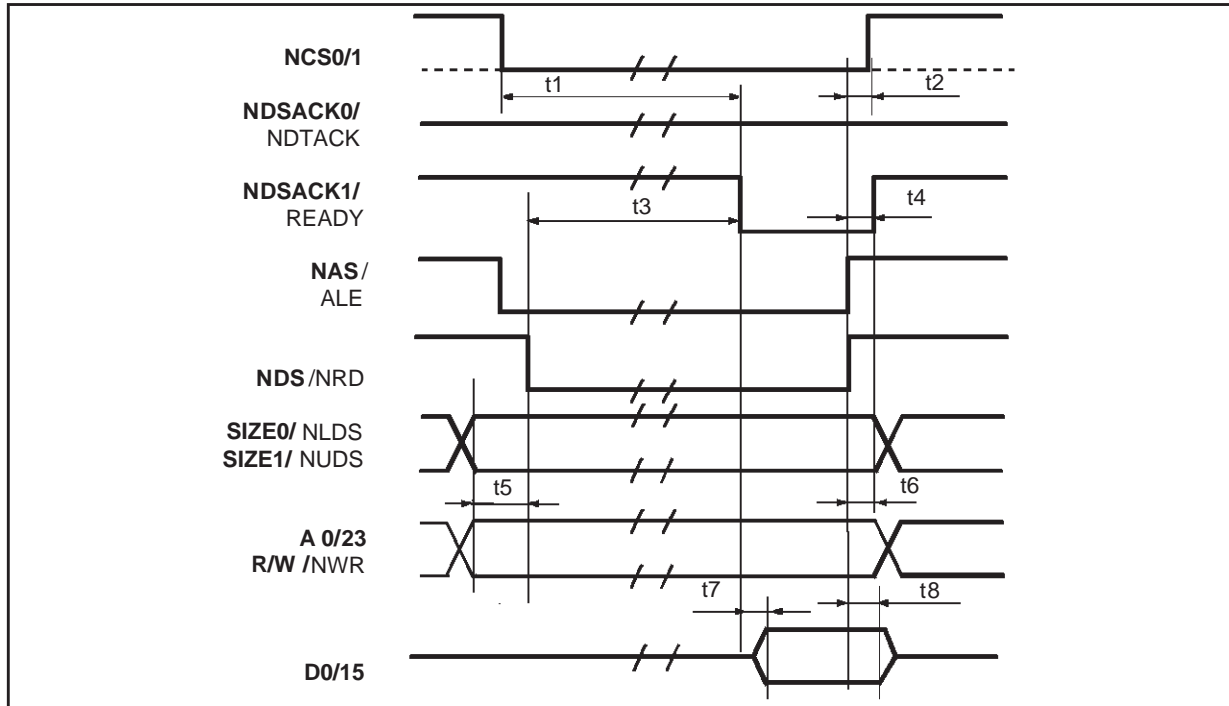 NCS0/1
t1
t2
NDSACK0/
NDTACK
NDSACK1/
READY
t3
t4
NAS/
ALE
NDS /NRD
SIZE0/ NLDS
SIZE1/ NUDS
t5
t6
A 0/23
R/W /NWR
t7
t8
D0/15